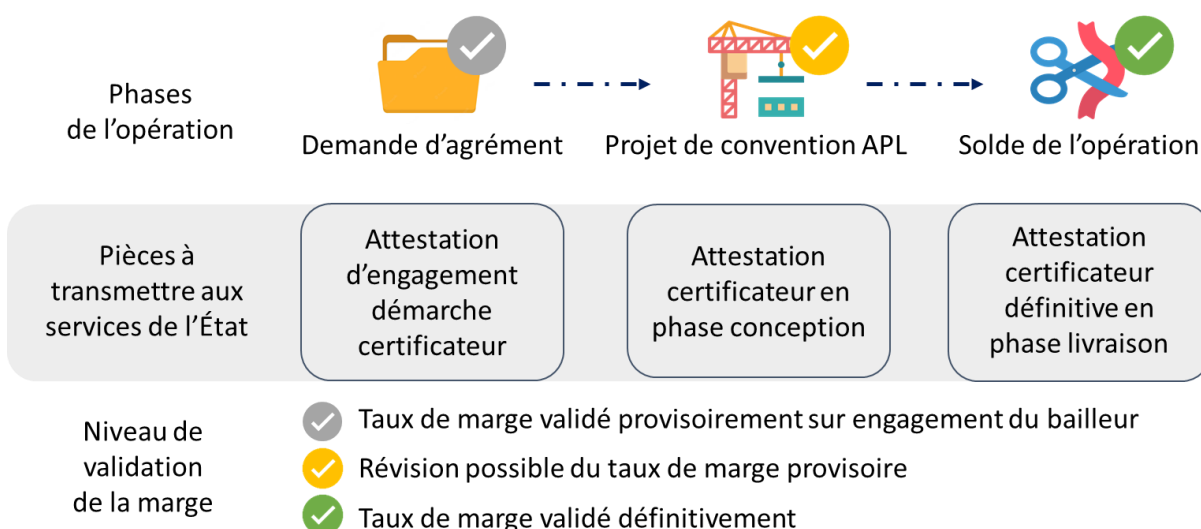 Phases
de l’opération
Demande d’agrément
Projet de convention APL
Solde de l’opération
Pièces à
transmettre aux
services de l’État
Attestation
d’engagement
démarche
certificateur
Attestation
certificateur en
phase conception
Attestation
certificateur
définitive en
phase livraison
Niveau de
validation
de la marge
Taux de marge validé provisoirement sur engagement du bailleur
Révision possible du taux de marge provisoire
Taux de marge validé définitivement